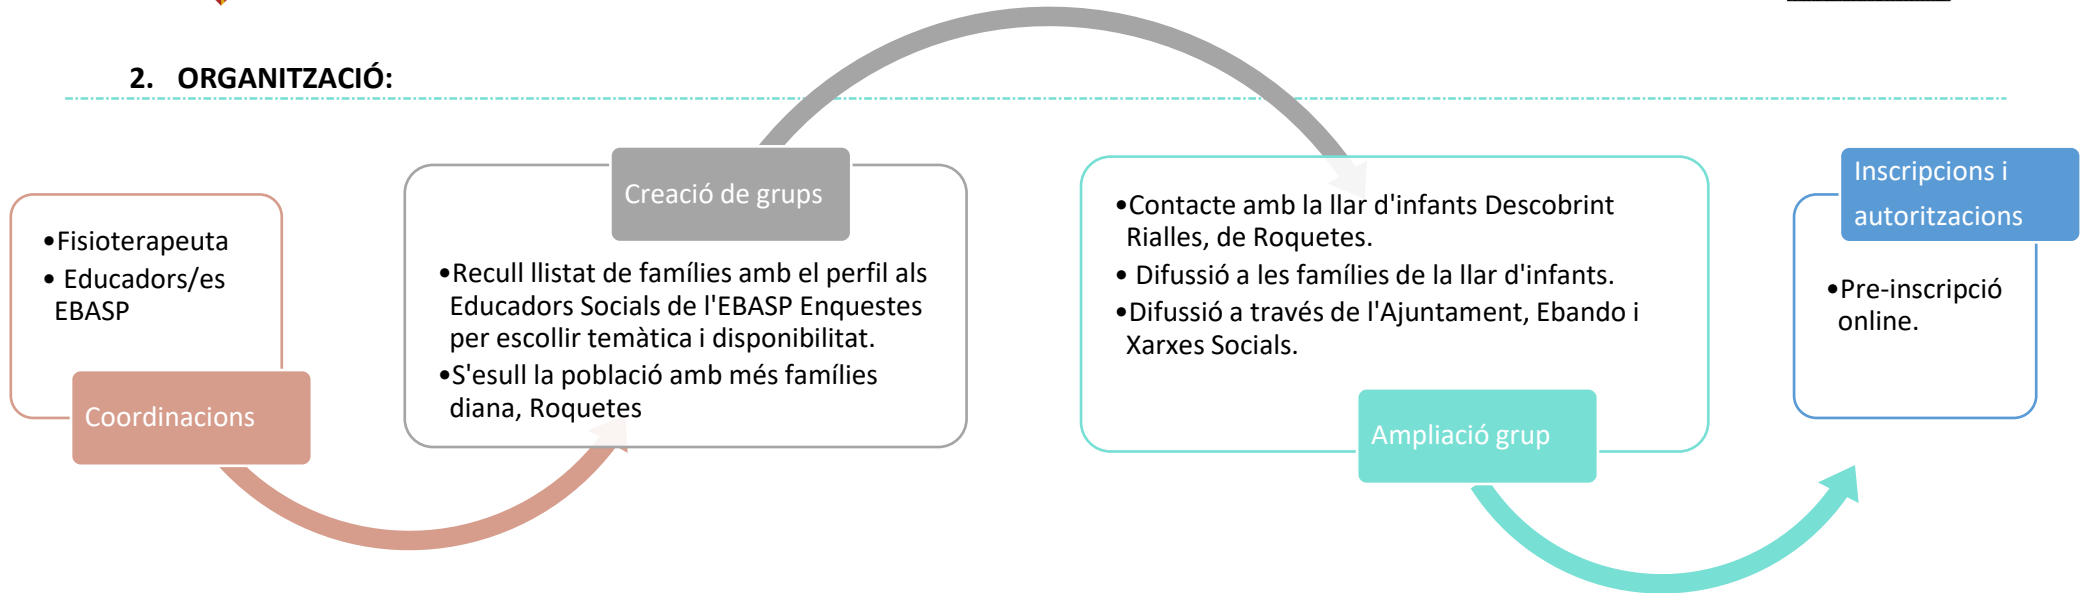 2. ORGANITZACIÓ:
•Fisioterapeuta
• Educadors/es
EBASP
Coordinacions
Creació de grups
•Recull llistat de famílies amb el perfil als
Educadors Socials de l'EBASP Enquestes
per escollir temàtica i disponibilitat.
•S'esull la població amb més famílies
diana, Roquetes
•Contacte amb la llar d'infants Descobrint
Rialles, de Roquetes.
• Difussió a les famílies de la llar d'infants.
•Difussió a través de l'Ajuntament, Ebando i
Xarxes Socials.
Ampliació grup
Inscripcions i
autoritzacions
•Pre-inscripció
online.